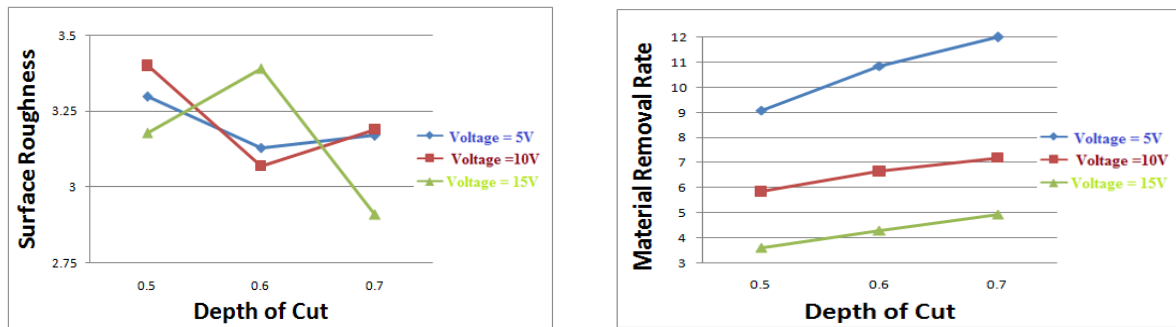 Surface Roughness
3.5
3.25
3
2.75
0.5 0.6 0.7
Depth of Cut
Voltage = 5V
Voltage =10V
Voltage = 15V
Material Removal Rate
12
11
10
9
8
7
6
5
4
3
0.5 0.6 0.7
Depth of Cut
Voltage = 5V
Voltage =10V
Voltage = 15V